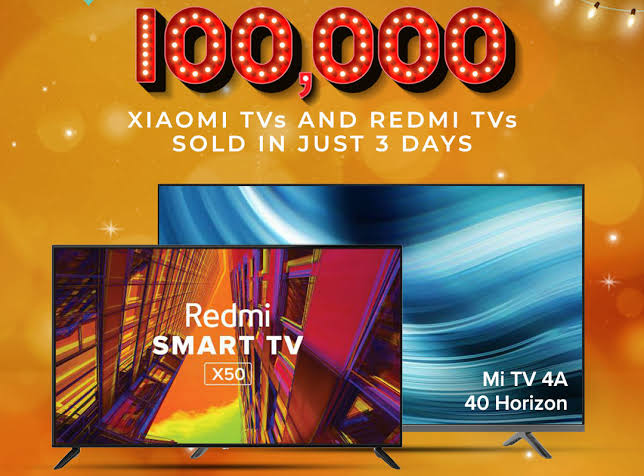 100,000
XIAOMI TVs AND REDMI TVs
SOLD IN JUST 3 DAYS
Redmi
SMART TV
X50
Mi TV 4A
40 Horizon